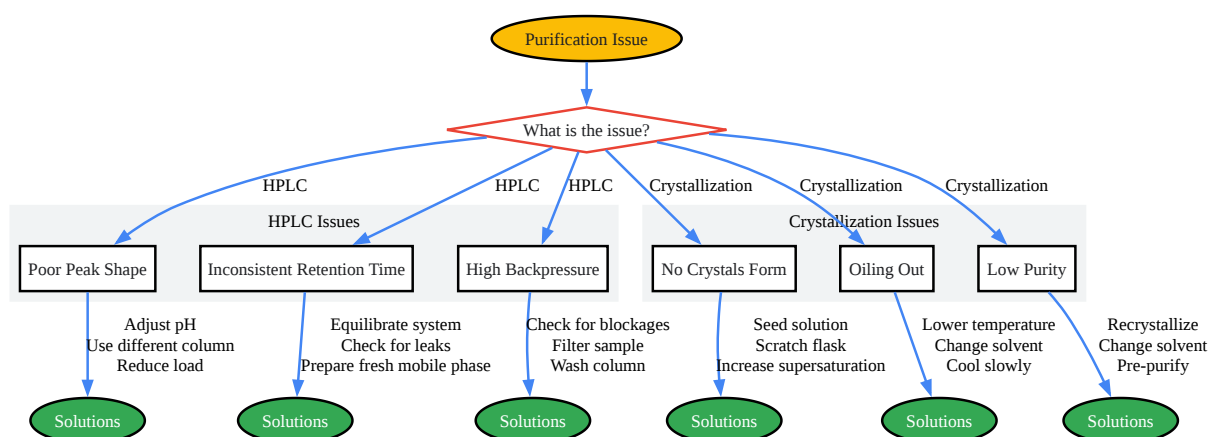 Purification Issue
What is the issue?
HPLC
HPLC
HPLC
Crystallization
Crystallization
Crystallization
HPLC Issues
Crystallization Issues
Poor Peak Shape
Inconsistent Retention Time
High Backpressure
No Crystals Form
Oiling Out
Low Purity
Adjust pH
Use different column
Reduce load
Equilibrate system
Check for leaks
Prepare fresh mobile phase
Check for blockages
Filter sample
Wash column
Seed solution
Scratch flask
Increase supersaturation
Lower temperature
Change solvent
Cool slowly
Recrystallize
Change solvent
Pre-purify
Solutions
Solutions
Solutions
Solutions
Solutions
Solutions